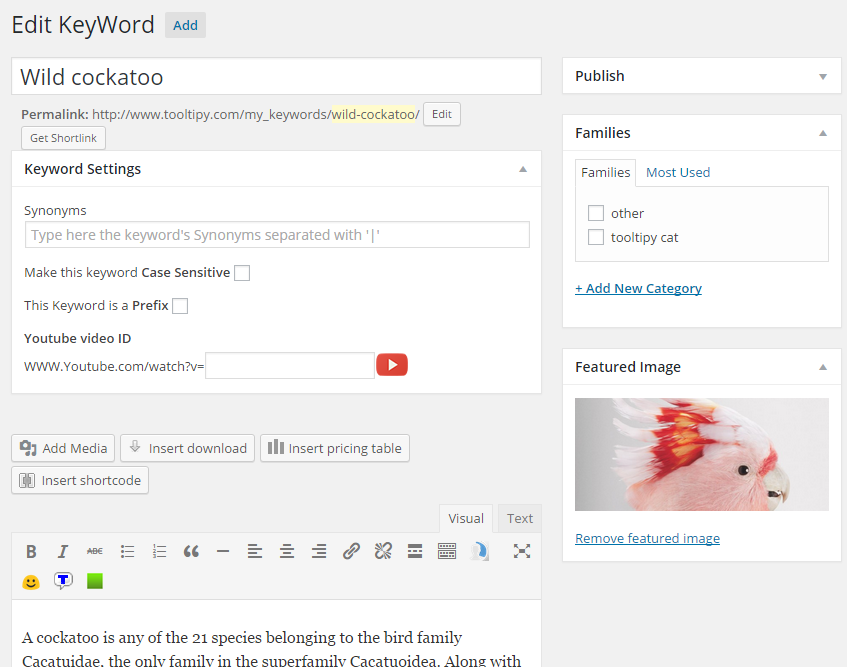 Edit KeyWord Add
Wild cockatoo
Permalink: http://www.tooltipy.com/my_keywords/wild-cockatoo/ Edit
Get Shortlink
Keyword Settings
Synonyms
Type here the keyword's Synonyms separated with '|'
Make this keyword Case Sensitive
This Keyword is a Prefix
Youtube video ID
WWW.Youtube.com/watch?v=
Add Media Insert download Insert pricing table
Insert shortcode
Visual Text
B I ABC
T
A cockatoo is any of the 21 species belonging to the bird family
Cacatuidae, the only family in the superfamily Cacatuoidea. Along with
Publish
Families
Families Most Used
other
tooltipy cat
+ Add New Category
Featured Image
Remove featured image